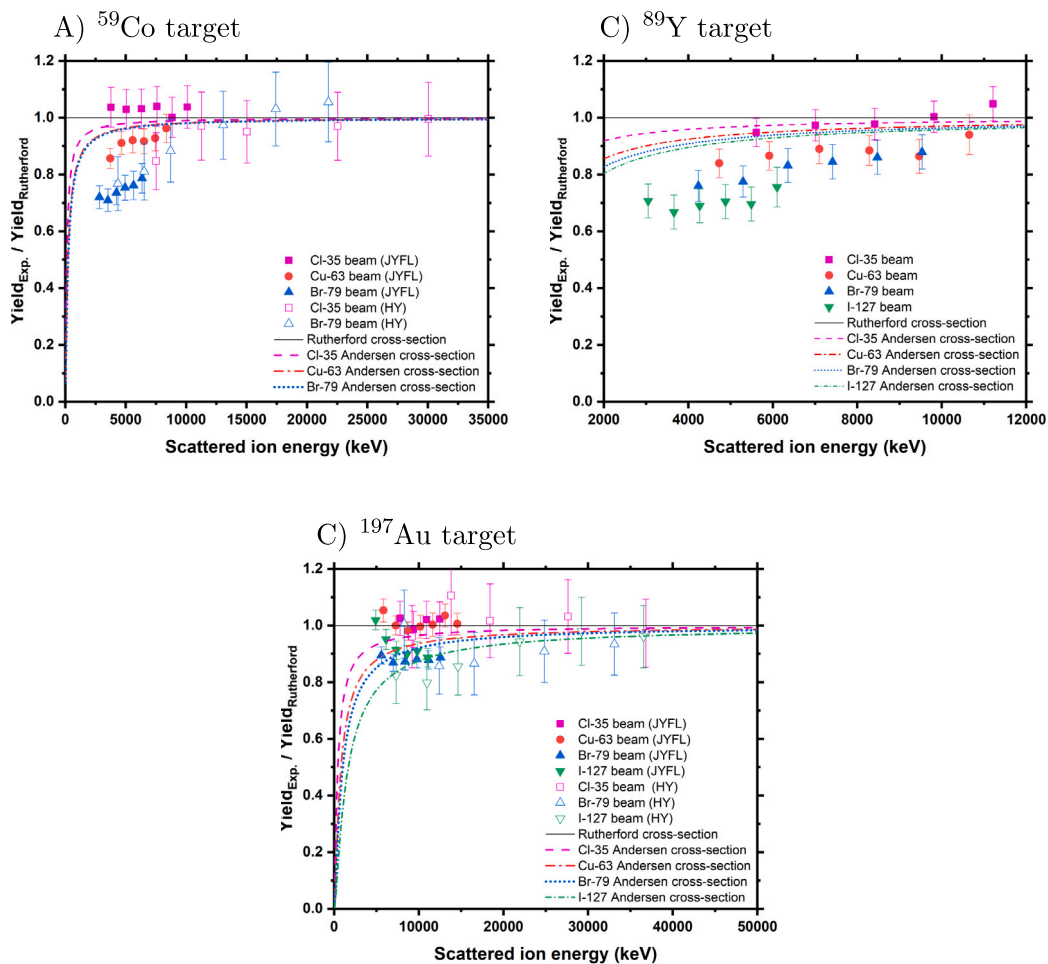 A) ⁵⁹Co target
1.2
1.0
0.8
0.6
0.4
0.2
0.0
Yield_Exp. / Yield_Rutherford
Cl-35 beam (JYFL)
Cu-63 beam (JYFL)
Br-79 beam (JYFL)
Cl-35 beam (HY)
Br-79 beam (HY)
Rutherford cross-section
Cl-35 Andersen cross-section
Cu-63 Andersen cross-section
Br-79 Andersen cross-section
0 5000 10000 15000 20000 25000 30000 35000
Scattered ion energy (keV)
C) ⁸⁹Y target
1.2
1.0
0.8
0.6
0.4
0.2
0.0
Yield_Exp. / Yield_Rutherford
Cl-35 beam
Cu-63 beam
Br-79 beam
I-127 beam
Rutherford cross-section
Cl-35 Andersen cross-section
Cu-63 Andersen cross-section
Br-79 Andersen cross-section
I-127 Andersen cross-section
2000 4000 6000 8000 10000 12000
Scattered ion energy (keV)
C) ¹⁹⁷Au target
1.2
1.0
0.8
0.6
0.4
0.2
0.0
Yield_Exp. / Yield_Rutherford
Cl-35 beam (JYFL)
Cu-63 beam (JYFL)
Br-79 beam (JYFL)
I-127 beam (JYFL)
Cl-35 beam (HY)
Br-79 beam (HY)
I-127 beam (HY)
Rutherford cross-section
Cl-35 Andersen cross-section
Cu-63 Andersen cross-section
Br-79 Andersen cross-section
I-127 Andersen cross-section
0 10000 20000 30000 40000 50000
Scattered ion energy (keV)